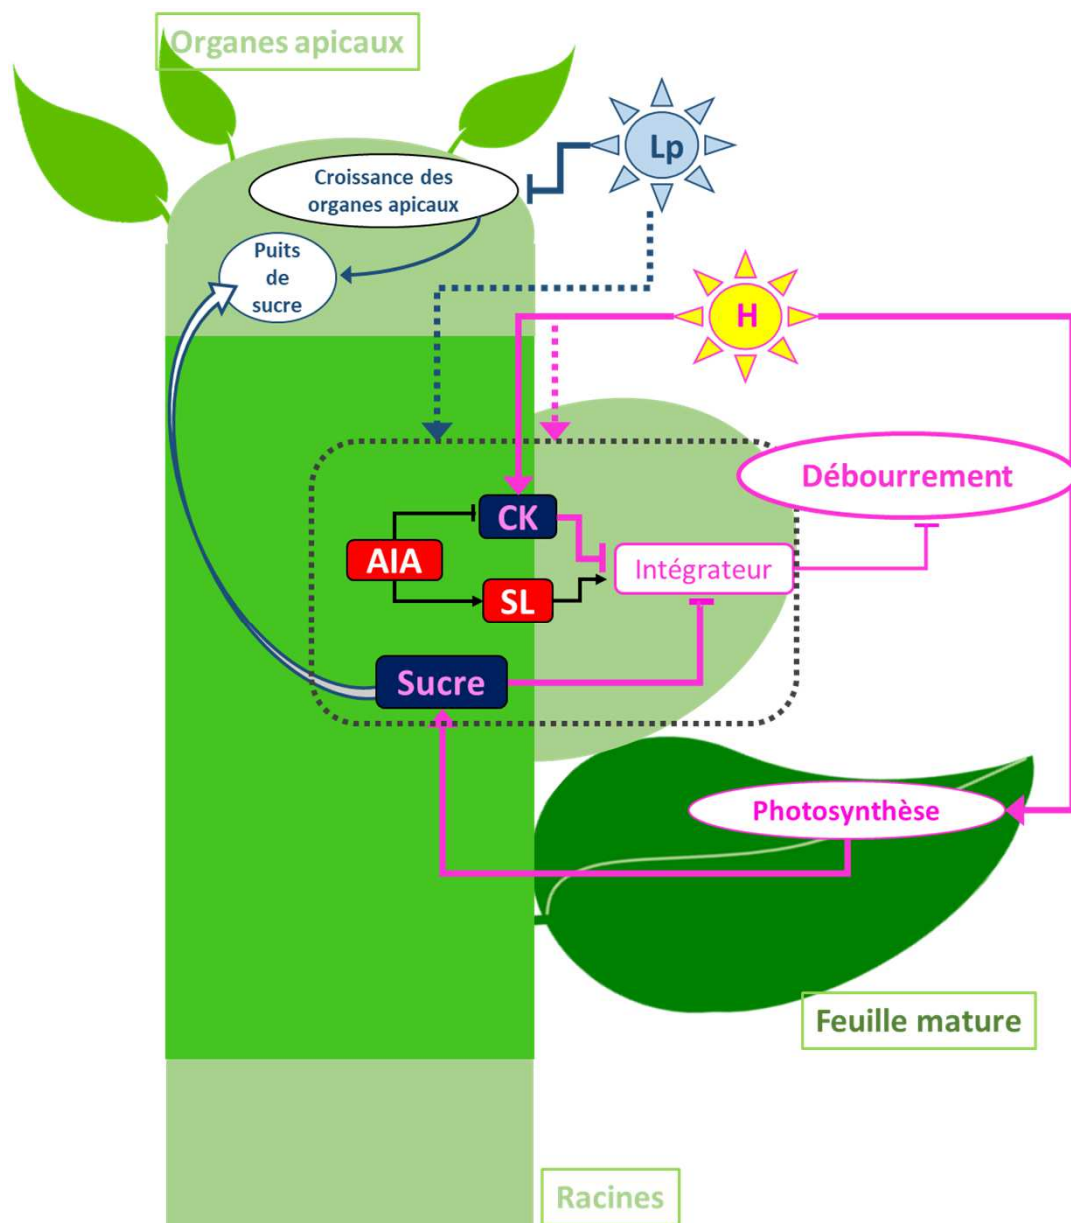 Organes apicaux
Lp
Croissance des
organes apicaux
Puits
de
sucre
H
Débourrement
CK
AIA
Intégrateur
SL
Sucre
Photosynthèse
Feuille mature
Racines